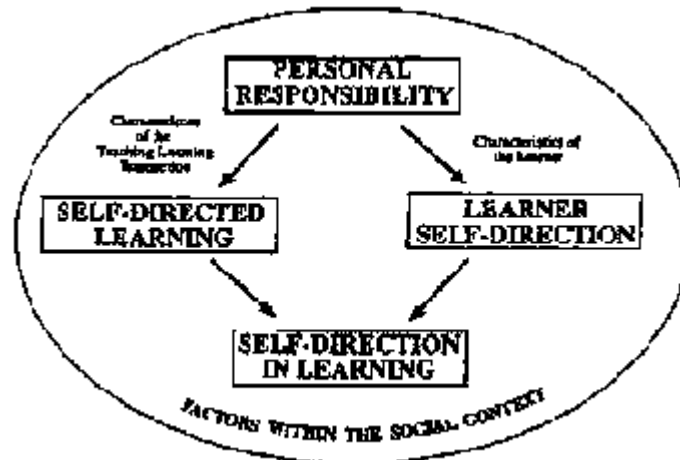 PERSONAL
RESPONSIBILITY
Characteristics
of the
Teaching Learning
Transaction
Characteristics of
the Learner
SELF-DIRECTED
LEARNING
LEARNER
SELF-DIRECTION
SELF-DIRECTION
IN LEARNING
FACTORS WITHIN THE SOCIAL CONTEXT